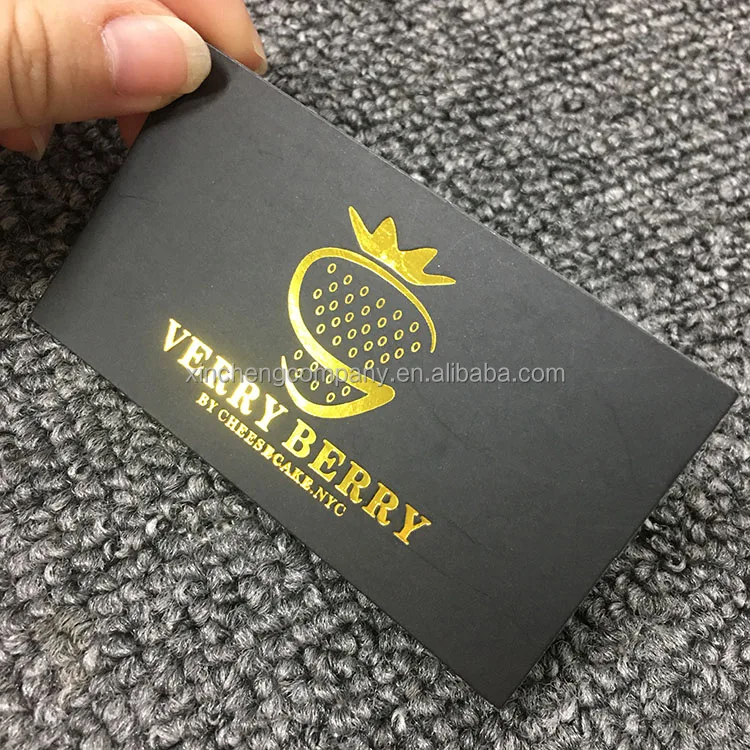 xinchengcompany.en.alibaba.com
VERRY BERRY
BY CHEESECAKE.NYC